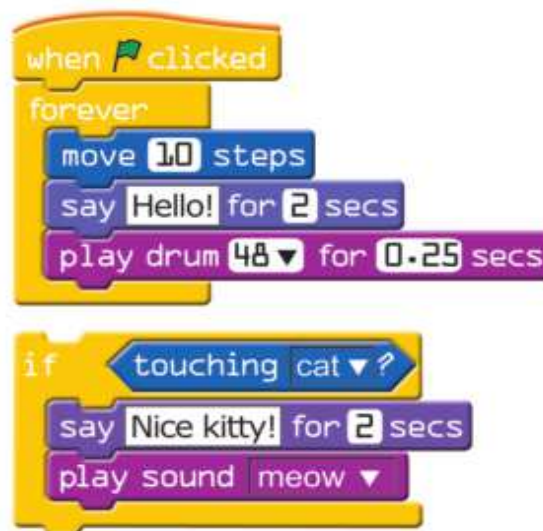 when clicked
forever
move 10 steps
say Hello! for 2 secs
play drum 48 for 0.25 secs
if touching cat ?
say Nice kitty! for 2 secs
play sound meow